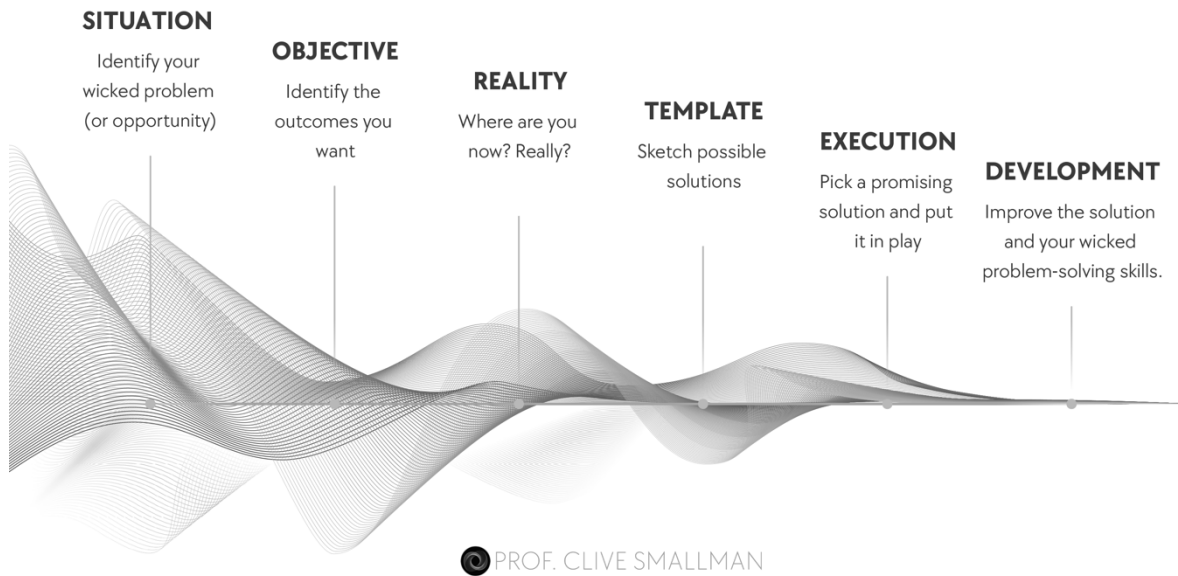 SITUATION
Identify your
wicked problem
(or opportunity)
OBJECTIVE
Identify the
outcomes you
want
REALITY
Where are you
now? Really?
TEMPLATE
Sketch possible
solutions
EXECUTION
Pick a promising
solution and put
it in play
DEVELOPMENT
Improve the solution
and your wicked
problem-solving skills.
PROF. CLIVE SMALLMAN